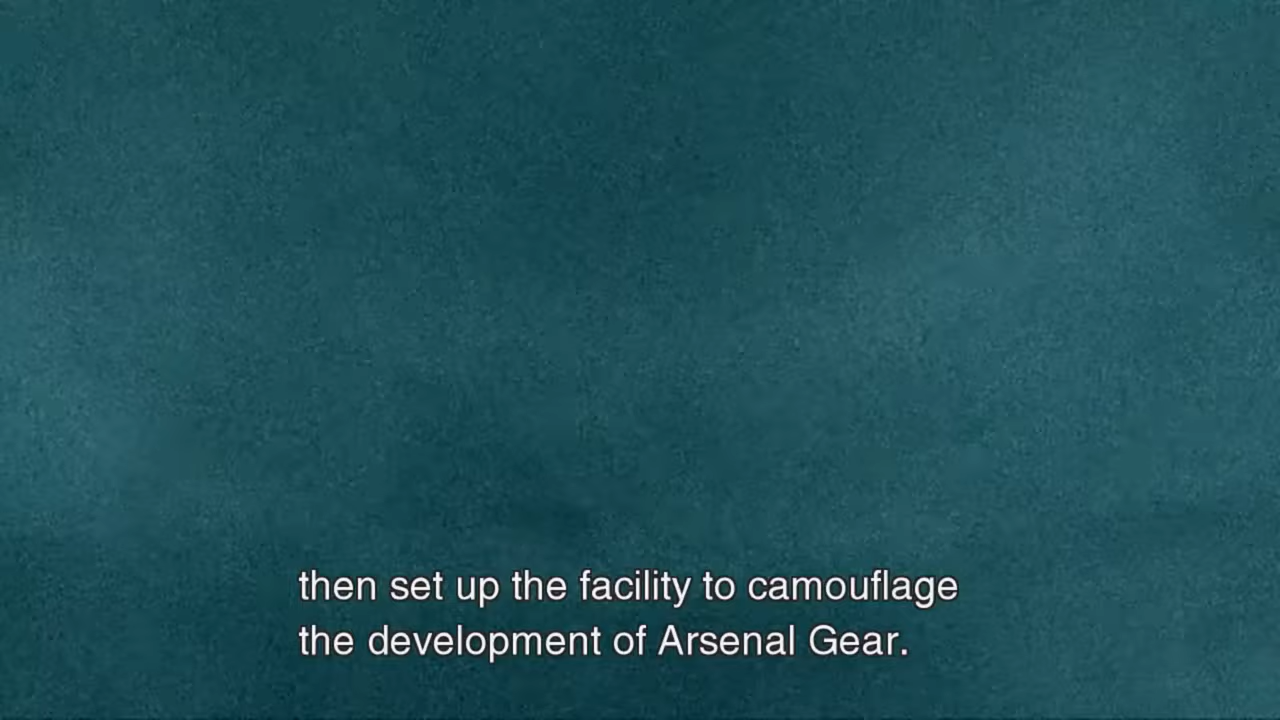 then set up the facility to camouflage
the development of Arsenal Gear.